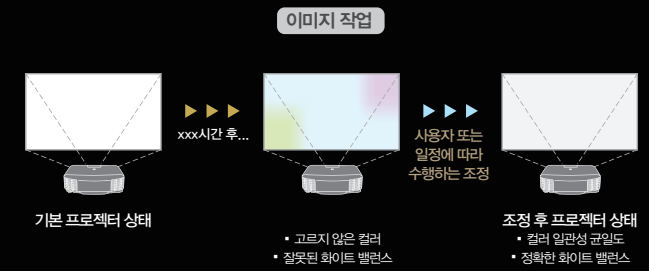 이미지 작업
xxx시간 후...
사용자 또는
일정에 따라
수행하는 조정
기본 프로젝터 상태
▪ 고르지 않은 컬러
▪ 잘못된 화이트 밸런스
조정 후 프로젝터 상태
▪ 컬러 일관성 균일도
▪ 정확한 화이트 밸런스